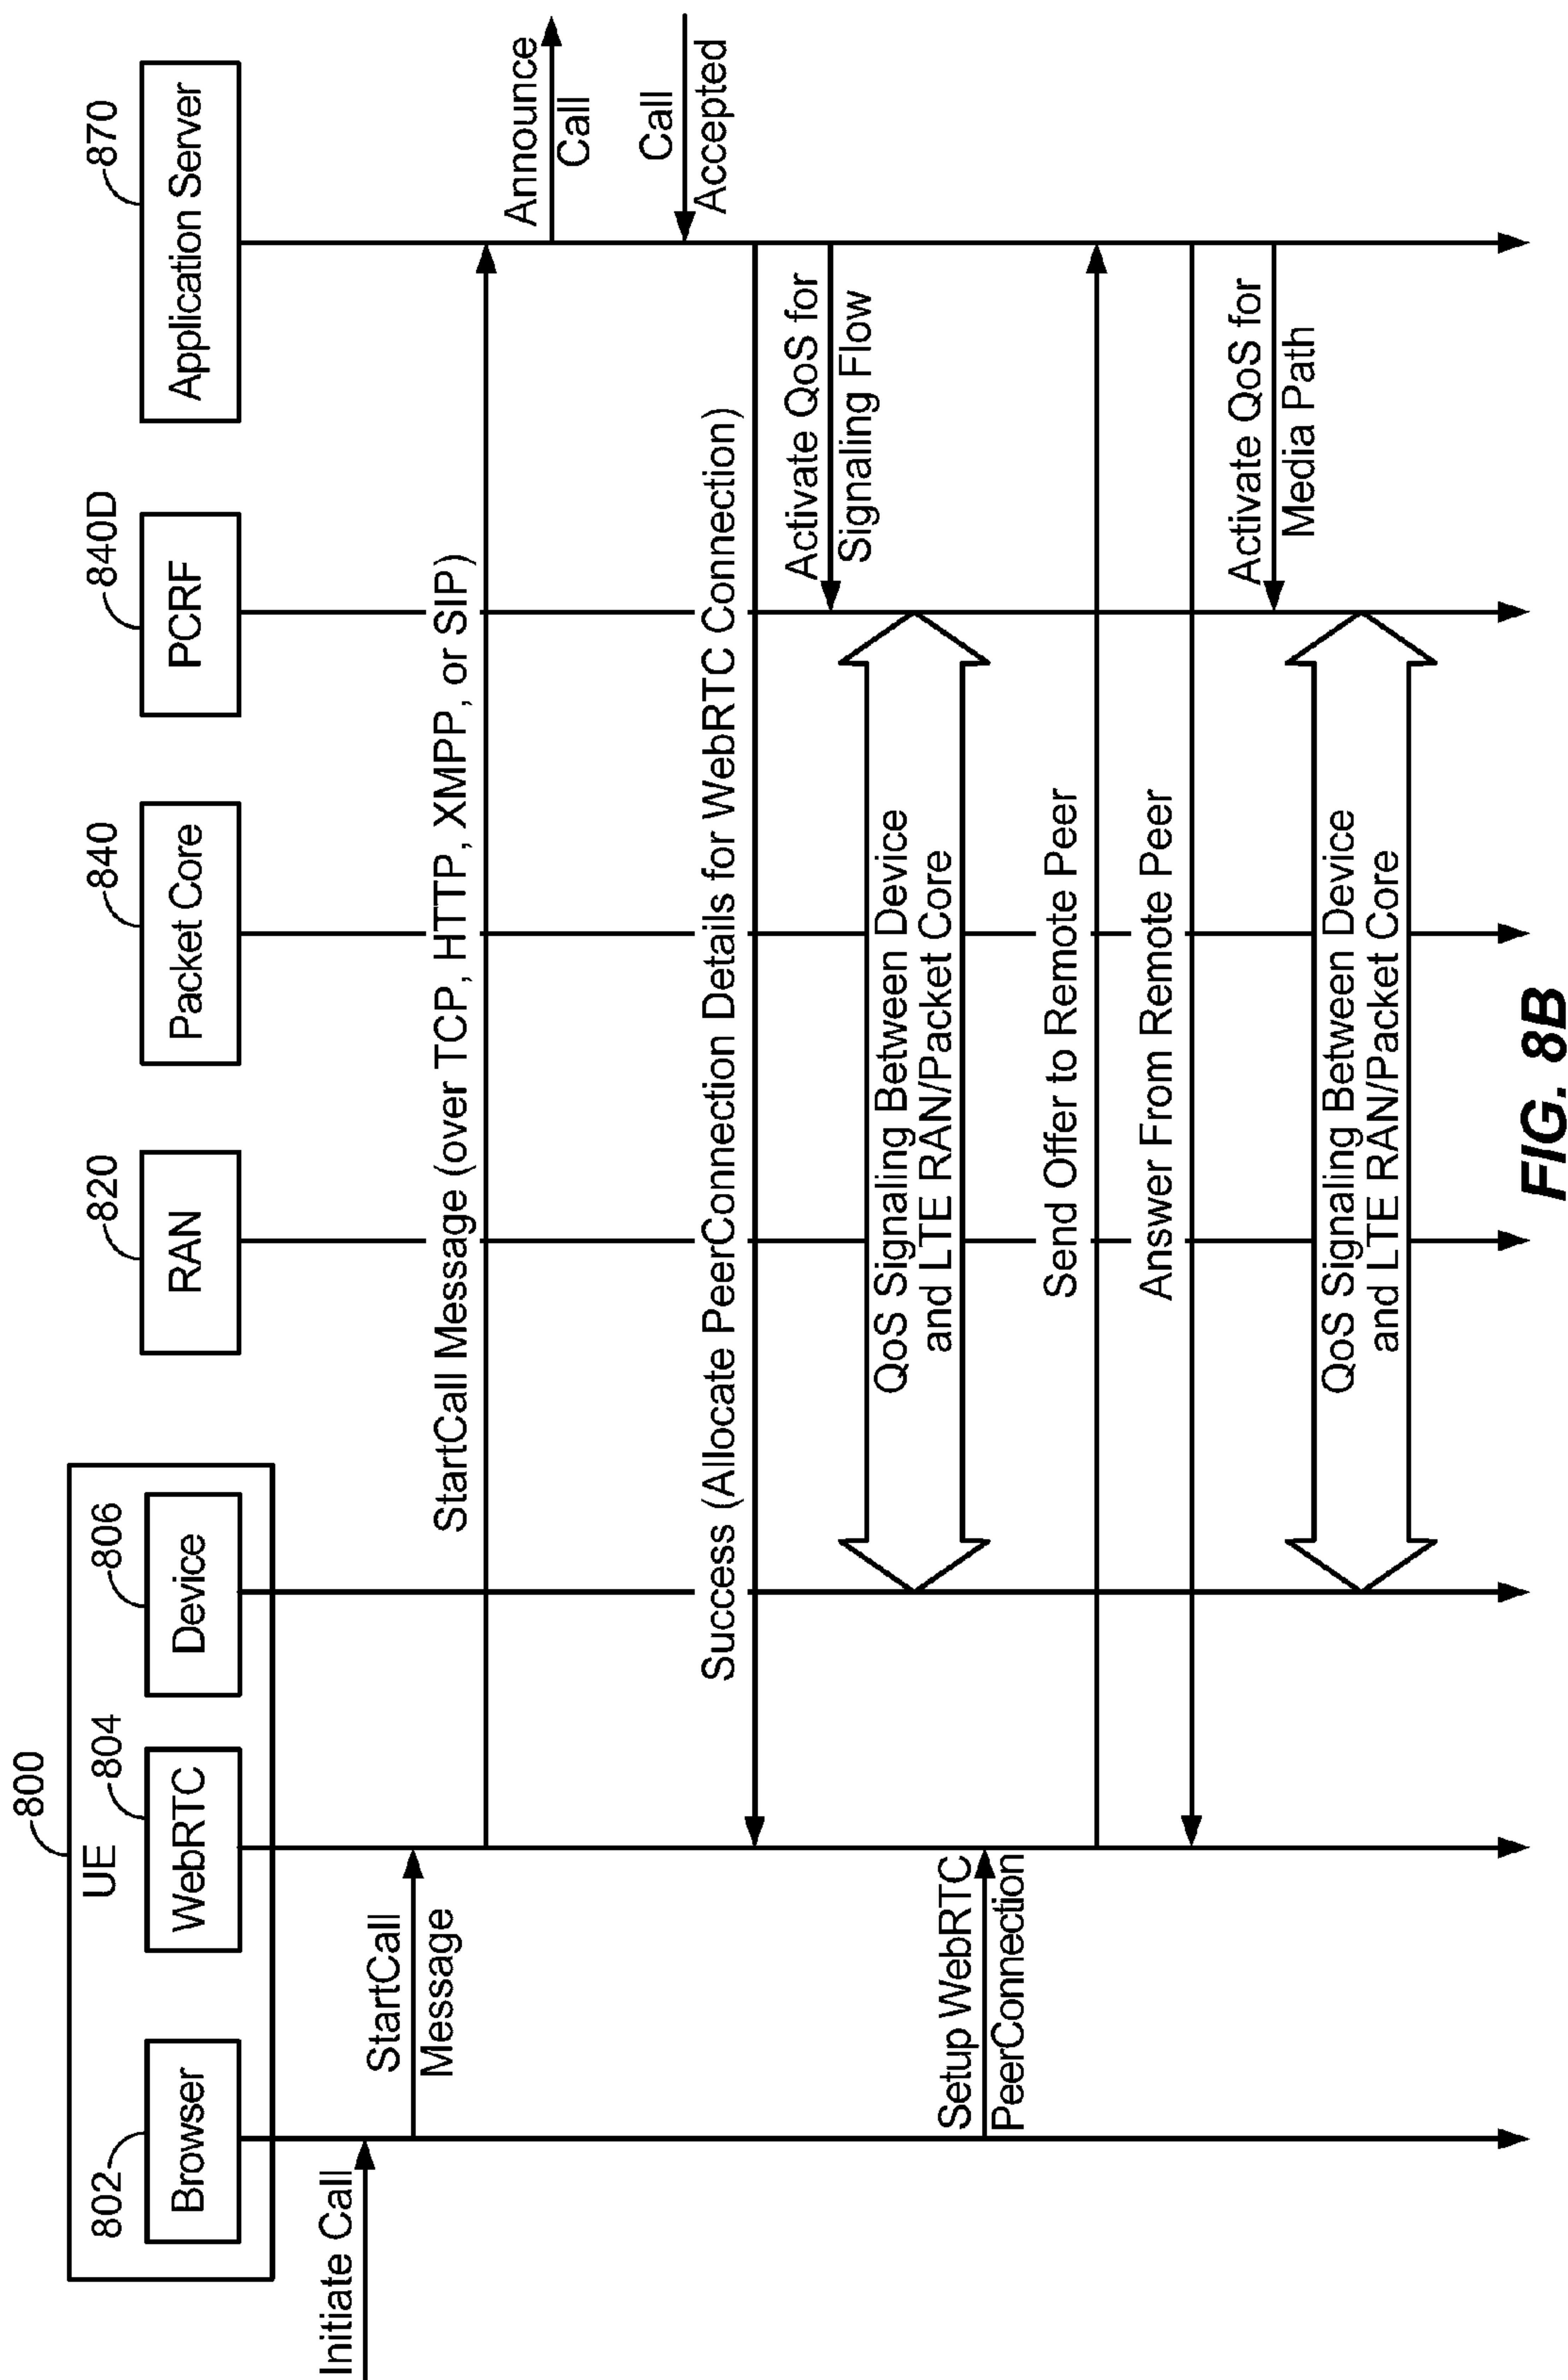 800
UE
802
804
806
820
840
840D
870
Browser
WebRTC
Device
RAN
Packet Core
PCRF
Application Server
Initiate Call
StartCall
Message
StartCall Message (over TCP, HTTP, XMPP, or SIP)
Announce
Call
Call
Accepted
Success (Allocate PeerConnection Details for WebRTC Connection)
Activate QoS for
Signaling Flow
QoS Signaling Between Device
and LTE RAN/Packet Core
Setup WebRTC
PeerConnection
Send Offer to Remote Peer
Answer From Remote Peer
Activate QoS for
Media Path
QoS Signaling Between Device
and LTE RAN/Packet Core
FIG. 8B